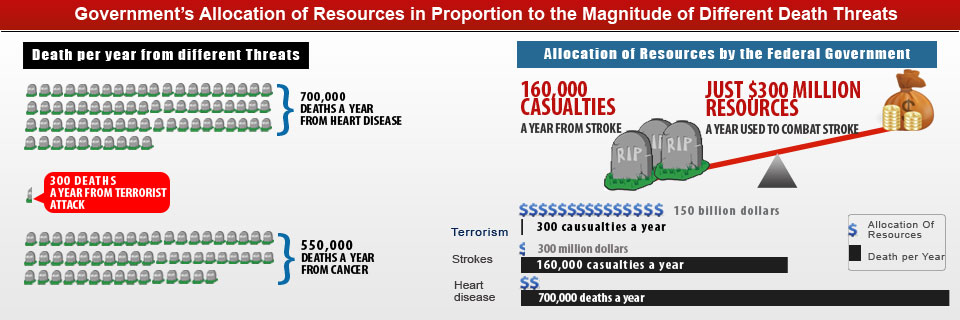 Government's Allocation of Resources in Proportion to the Magnitude of Different Death Threats
Death per year from different Threats
700,000
DEATHS A YEAR
FROM HEART DISEASE
300 DEATHS
A YEAR FROM TERRORIST
ATTACK
550,000
DEATHS A YEAR
FROM CANCER
Allocation of Resources by the Federal Government
160,000
CASUALTIES
A YEAR FROM STROKE
JUST $300 MILLION
RESOURCES
A YEAR USED TO COMBAT STROKE
RIP
RIP
$$$$$$$$$$$$$$$ 150 billion dollars
Terrorism
300 causualties a year
$ 300 million dollars
Strokes
160,000 casualties a year
$$
Heart
disease
700,000 deaths a year
$ Allocation Of
Resources
Death per Year